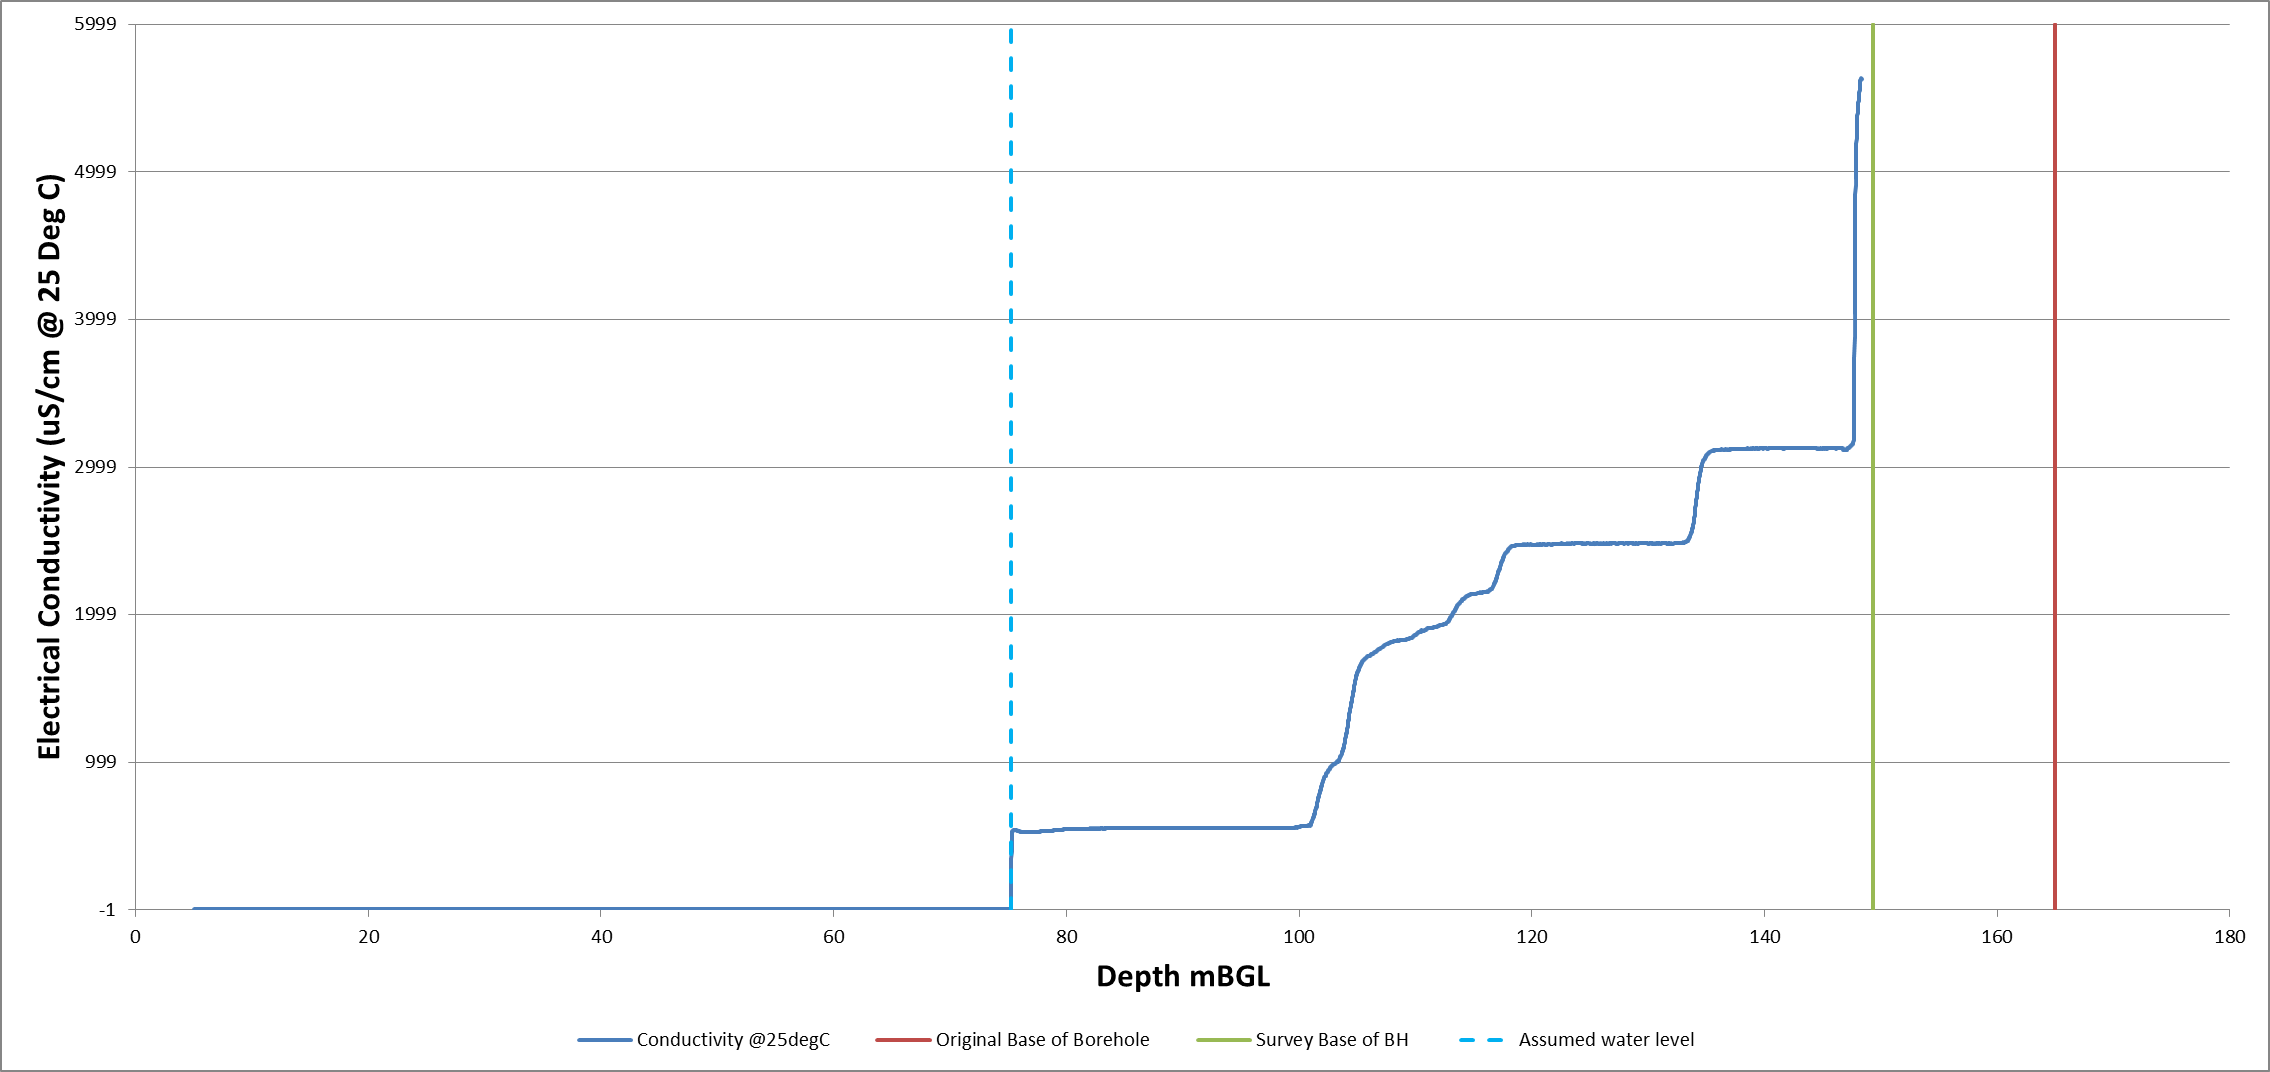 Electrical Conductivity (uS/cm @ 25 Deg C)
5999
4999
3999
2999
1999
999
-1
0 20 40 60 80 100 120 140 160 180
Depth mBGL
Conductivity @25degC Original Base of Borehole Survey Base of BH Assumed water level